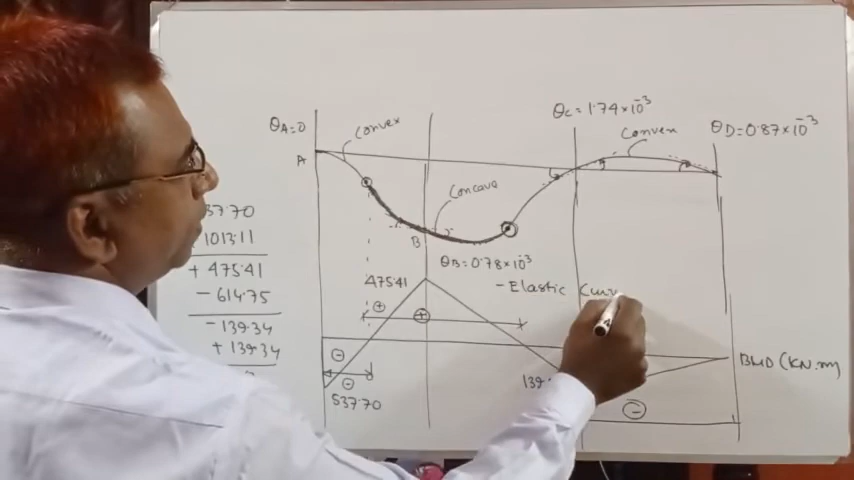 θA=0
θC = 1.74×10⁻³
θD=0.87×10⁻³
convex
convex
A
concave
B
37.70
1013.11
+ 475.41
- 614.75
- 139.34
+ 139.34
θB=0.78×10⁻³
475.41
- Elastic Curv
+
+
-
-
537.70
139.
-
BMD (KN.m)